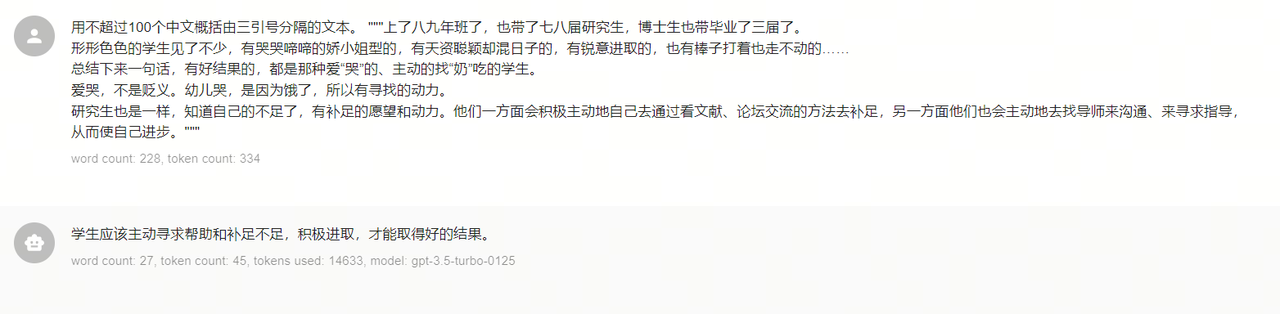 用不超过100个中文概括由三引号分隔的文本。 """上了八九年班了，也带了七八届研究生，博士生也带毕业了三届了。
形形色色的学生见了不少，有哭哭啼啼的娇小姐型的，有天资聪颖却混日子的，有锐意进取的，也有棒子打着也走不动的……
总结下来一句话，有好结果的，都是那种爱“哭”的、主动的找“奶”吃的学生。
爱哭，不是贬义。幼儿哭，是因为饿了，所以有寻找的动力。
研究生也是一样，知道自己的不足了，有补足的愿望和动力。他们一方面会积极主动地自己去通过看文献、论坛交流的方法去补足，另一方面他们也会主动地去找导师来沟通、来寻求指导，
从而使自己进步。"""
word count: 228, token count: 334
学生应该主动寻求帮助和补足不足，积极进取，才能取得好的结果。
word count: 27, token count: 45, tokens used: 14633, model: gpt-3.5-turbo-0125